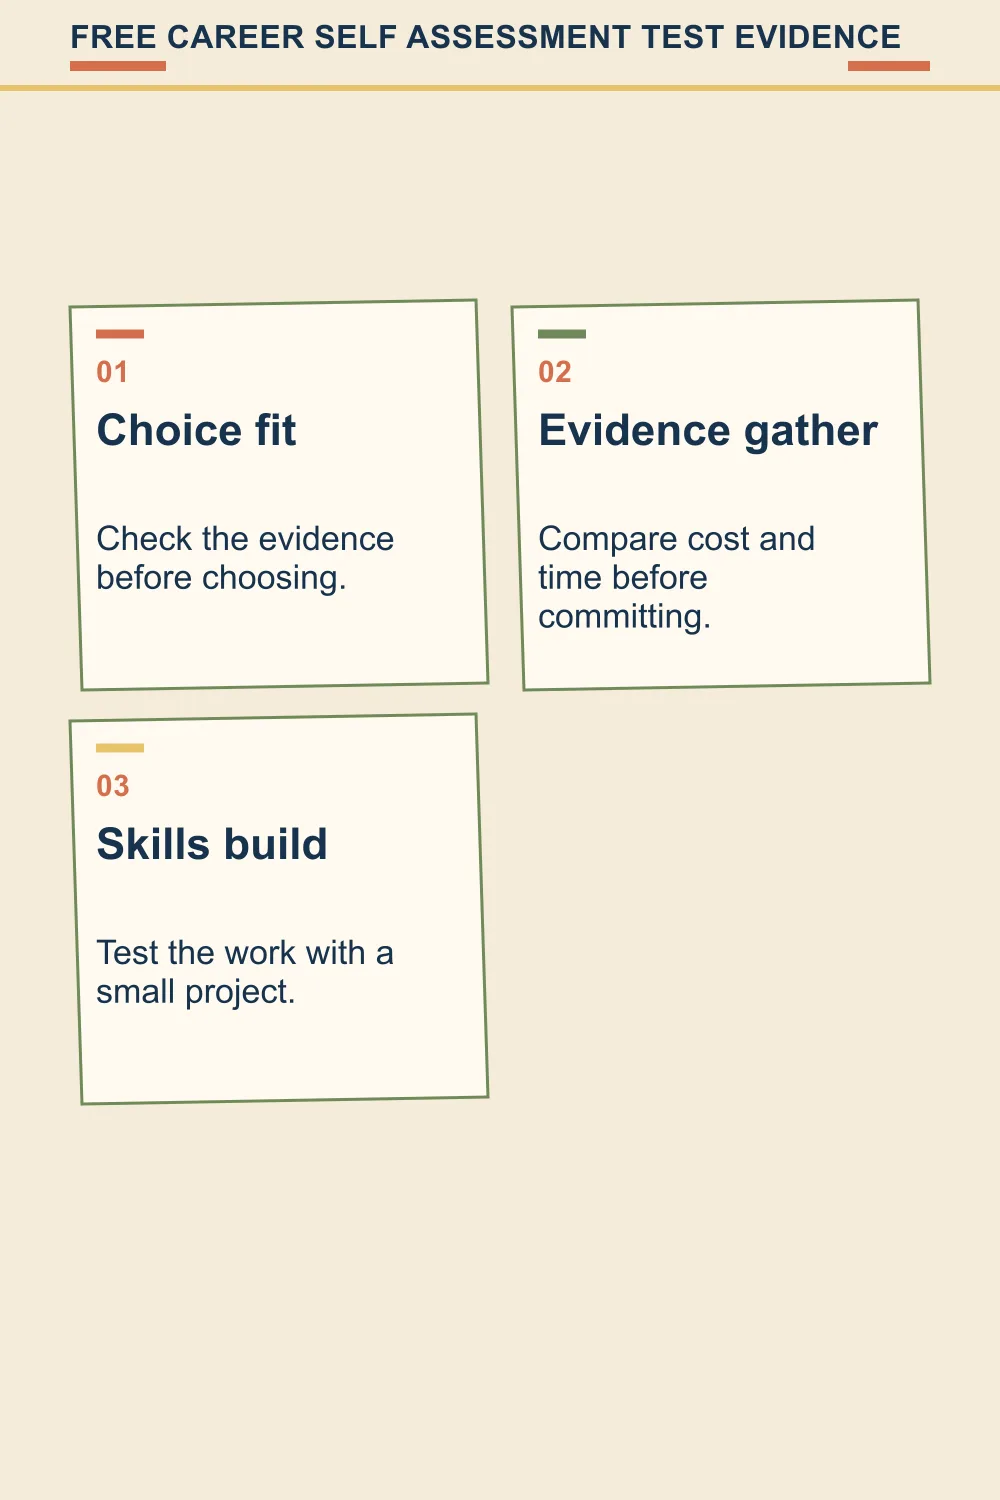 FREE CAREER SELF ASSESSMENT TEST EVIDENCE
01
Choice fit
Check the evidence
before choosing.
02
Evidence gather
Compare cost and
time before
committing.
03
Skills build
Test the work with a
small project.